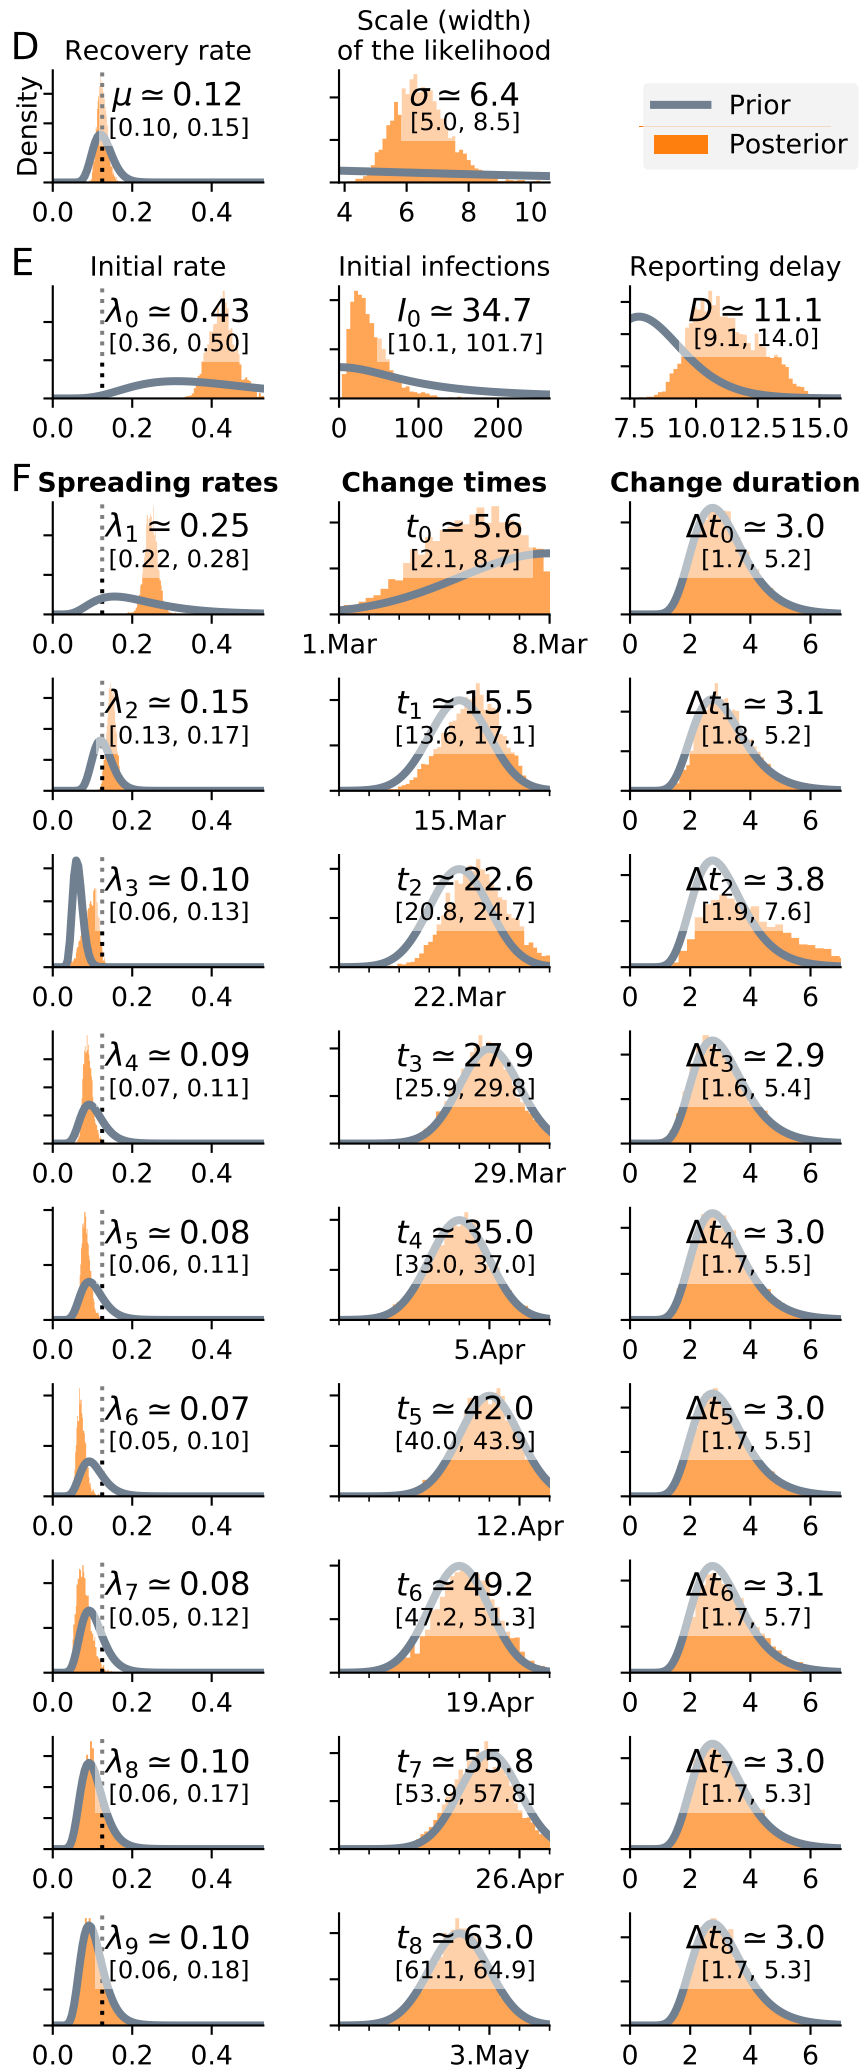 D
Recovery rate
Scale (width)
of the likelihood
Density
μ ≃ 0.12
[0.10, 0.15]
0.0 0.2 0.4
σ ≃ 6.4
[5.0, 8.5]
4 6 8 10
Prior
Posterior
E
Initial rate
λ0 ≃ 0.43
[0.36, 0.50]
0.0 0.2 0.4
Initial infections
I0 ≃ 34.7
[10.1, 101.7]
0 100 200
Reporting delay
D ≃ 11.1
[9.1, 14.0]
7.5 10.0 12.5 15.0
F
Spreading rates
Change times
Change duration
λ1 ≃ 0.25
[0.22, 0.28]
0.0 0.2 0.4
t0 ≃ 5.6
[2.1, 8.7]
1.Mar 8.Mar
Δt0 ≃ 3.0
[1.7, 5.2]
0 2 4 6
λ2 ≃ 0.15
[0.13, 0.17]
0.0 0.2 0.4
t1 ≃ 15.5
[13.6, 17.1]
15.Mar
Δt1 ≃ 3.1
[1.8, 5.2]
0 2 4 6
λ3 ≃ 0.10
[0.06, 0.13]
0.0 0.2 0.4
t2 ≃ 22.6
[20.8, 24.7]
22.Mar
Δt2 ≃ 3.8
[1.9, 7.6]
0 2 4 6
λ4 ≃ 0.09
[0.07, 0.11]
0.0 0.2 0.4
t3 ≃ 27.9
[25.9, 29.8]
29.Mar
Δt3 ≃ 2.9
[1.6, 5.4]
0 2 4 6
λ5 ≃ 0.08
[0.06, 0.11]
0.0 0.2 0.4
t4 ≃ 35.0
[33.0, 37.0]
5.Apr
Δt4 ≃ 3.0
[1.7, 5.5]
0 2 4 6
λ6 ≃ 0.07
[0.05, 0.10]
0.0 0.2 0.4
t5 ≃ 42.0
[40.0, 43.9]
12.Apr
Δt5 ≃ 3.0
[1.7, 5.5]
0 2 4 6
λ7 ≃ 0.08
[0.05, 0.12]
0.0 0.2 0.4
t6 ≃ 49.2
[47.2, 51.3]
19.Apr
Δt6 ≃ 3.1
[1.7, 5.7]
0 2 4 6
λ8 ≃ 0.10
[0.06, 0.17]
0.0 0.2 0.4
t7 ≃ 55.8
[53.9, 57.8]
26.Apr
Δt7 ≃ 3.0
[1.7, 5.3]
0 2 4 6
λ9 ≃ 0.10
[0.06, 0.18]
0.0 0.2 0.4
t8 ≃ 63.0
[61.1, 64.9]
3.May
Δt8 ≃ 3.0
[1.7, 5.3]
0 2 4 6